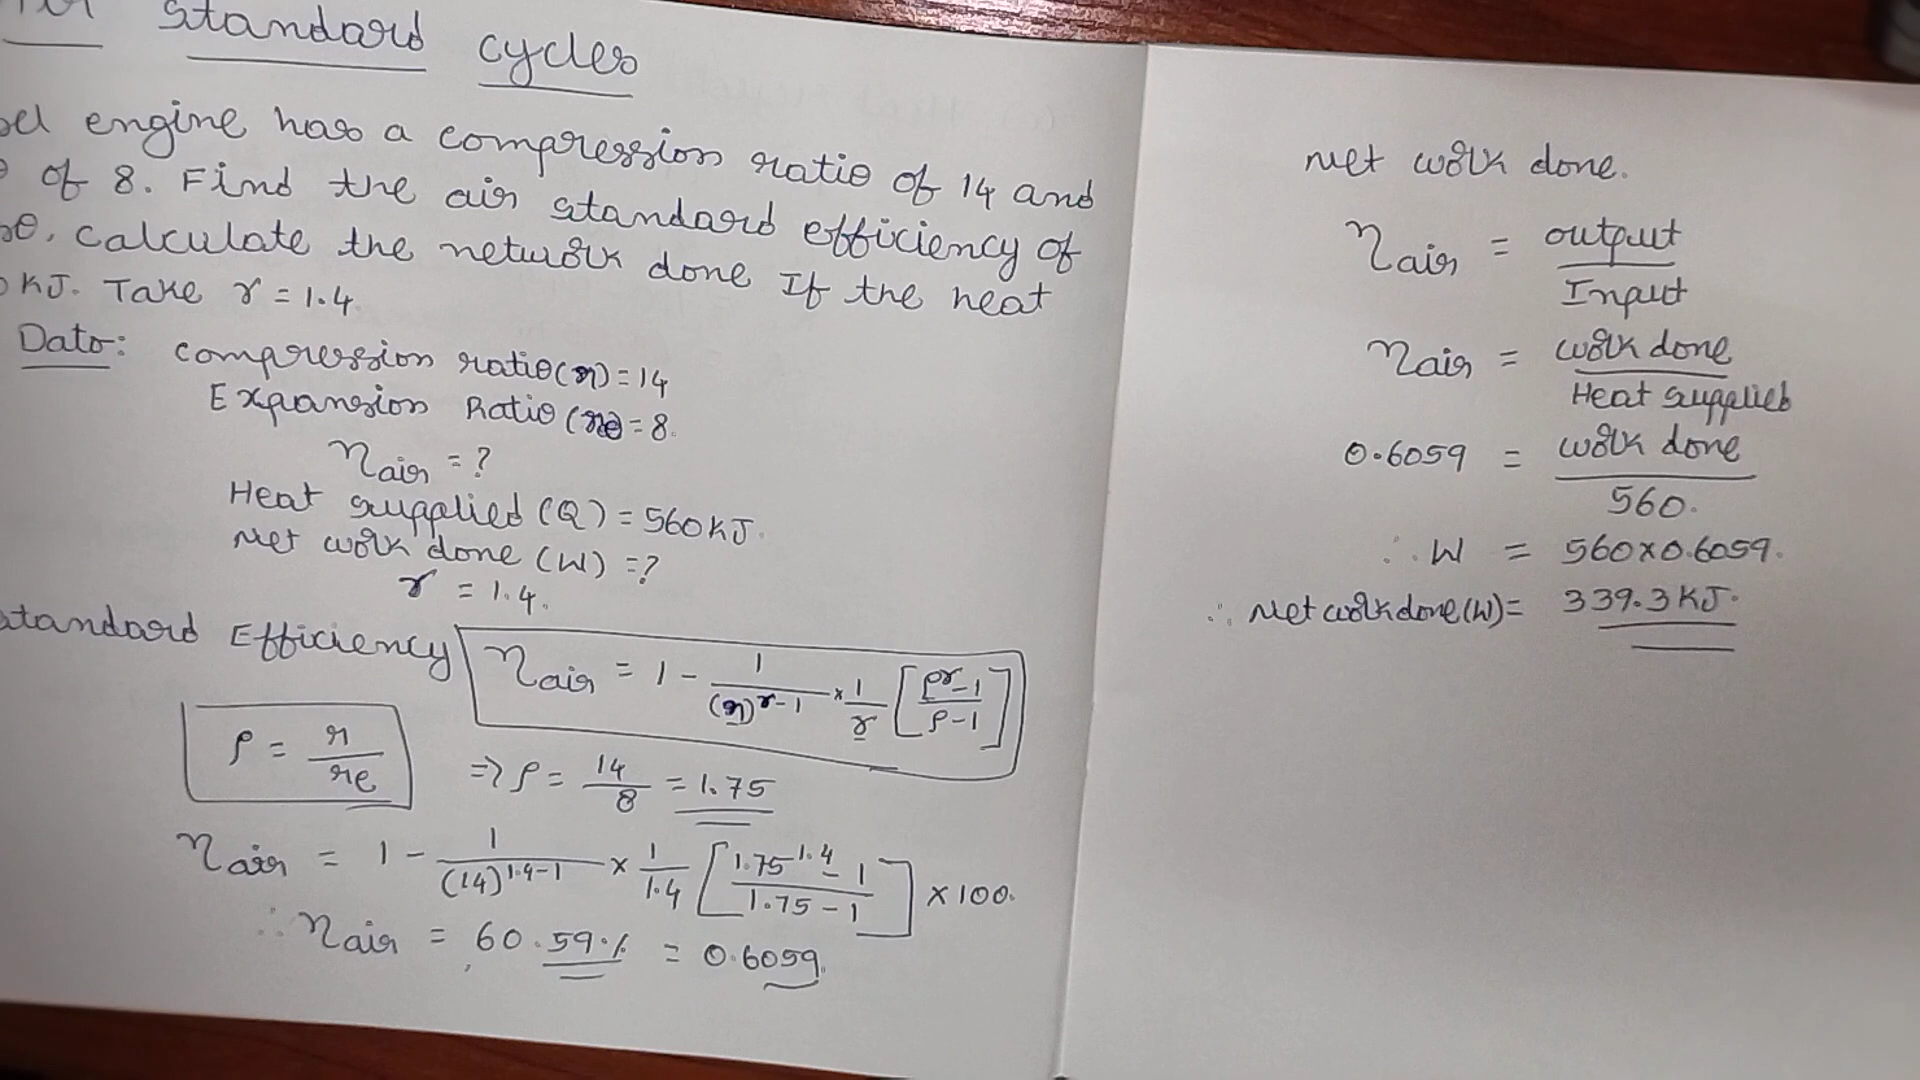 Standard cycles
engine has a compression ratio of 14 and
of 8. Find the air standard efficiency of
calculate the network done If the heat
KJ. Take γ = 1.4.
Data: compression ratio (r) = 14
Expansion Ratio (re) = 8.
ηair = ?
Heat supplied (Q) = 560 KJ.
Net work done (W) = ?
γ = 1.4.
standard Efficiency ηair = 1 - 1/(r)^γ-1 × 1/γ [ρ^γ-1/ρ-1]
ρ = r/re ⇒ ρ = 14/8 = 1.75
ηair = 1 - 1/(14)^1.4-1 × 1/1.4 [1.75^1.4 - 1/1.75 - 1] × 100.
∴ ηair = 60.59% = 0.6059.
net work done.
ηair = output/Input
ηair = work done/Heat supplied
0.6059 = work done/560.
∴ W = 560×0.6059.
∴ Net work done (W) = 339.3 KJ.